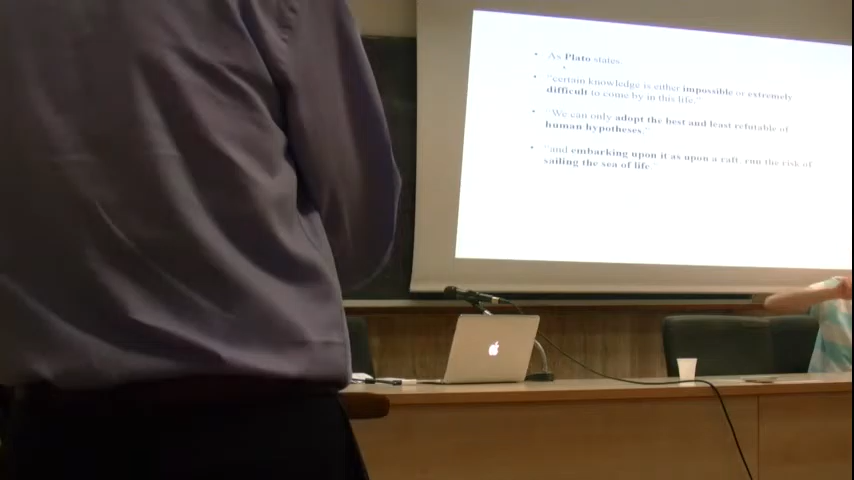 • As Plato states
•
• "certain knowledge is either impossible or extremely
difficult to come by in this life,"
• "We can only adopt the best and least refutable of
human hypotheses,"
• "and embarking upon it as upon a raft, run the risk of
sailing the sea of life"